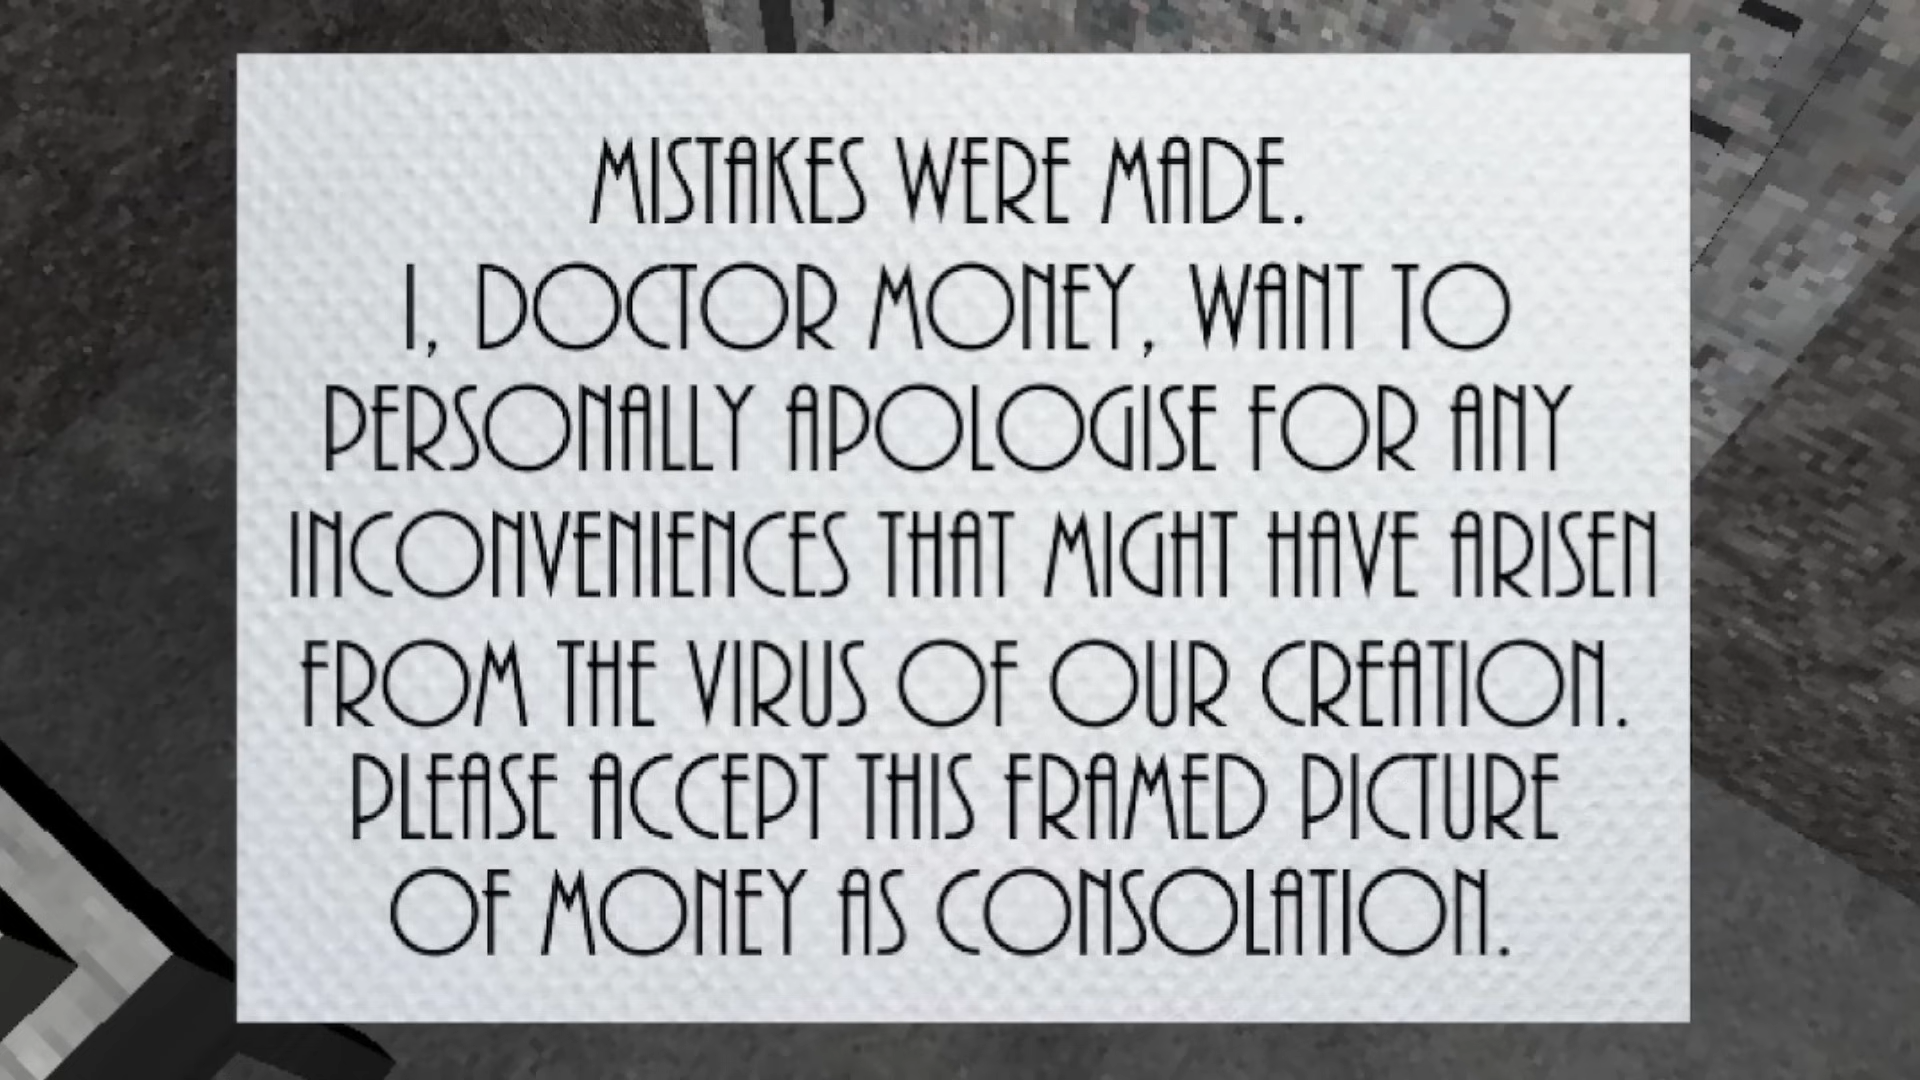 MISTAKES WERE MADE.
I, DOCTOR MONEY, WANT TO
PERSONALLY APOLOGISE FOR ANY
INCONVENIENCES THAT MIGHT HAVE ARISEN
FROM THE VIRUS OF OUR CREATION.
PLEASE ACCEPT THIS FRAMED PICTURE
OF MONEY AS CONSOLATION.